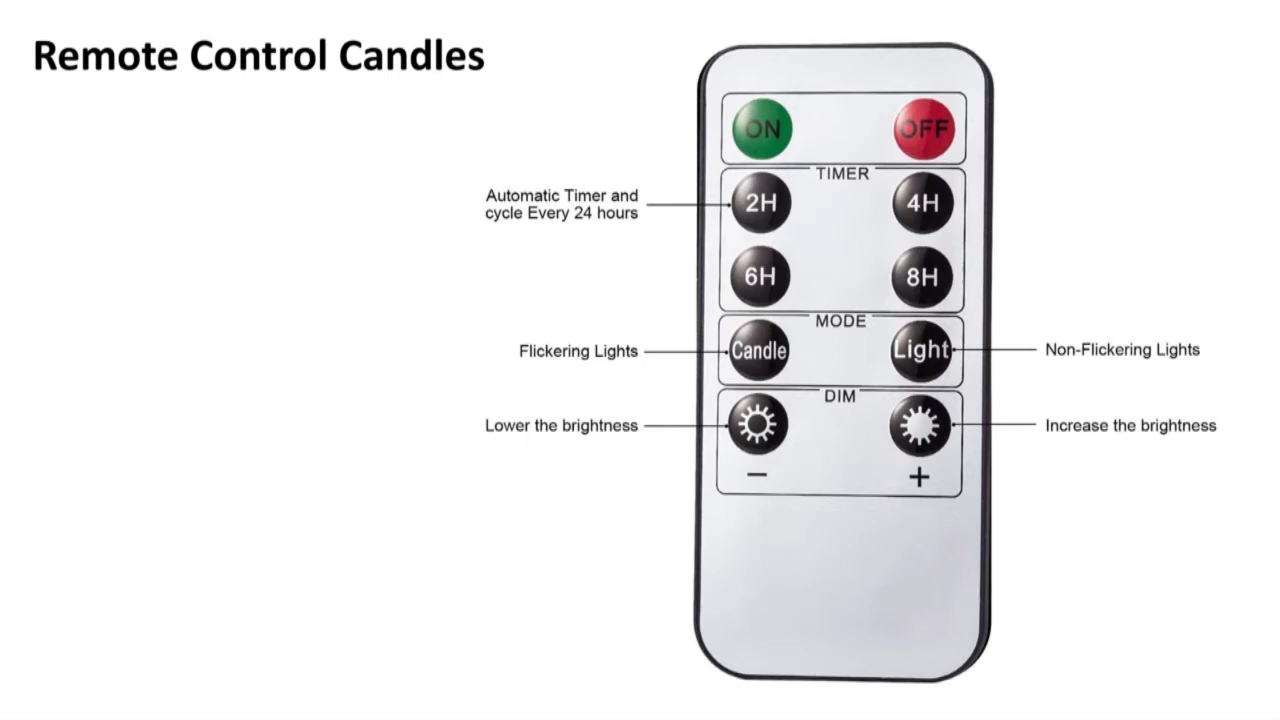 Remote Control Candles
ON OFF
TIMER
Automatic Timer and
cycle Every 24 hours
2H 4H
6H 8H
MODE
Flickering Lights
Candle Light
Non-Flickering Lights
DIM
Lower the brightness
Increase the brightness
− +